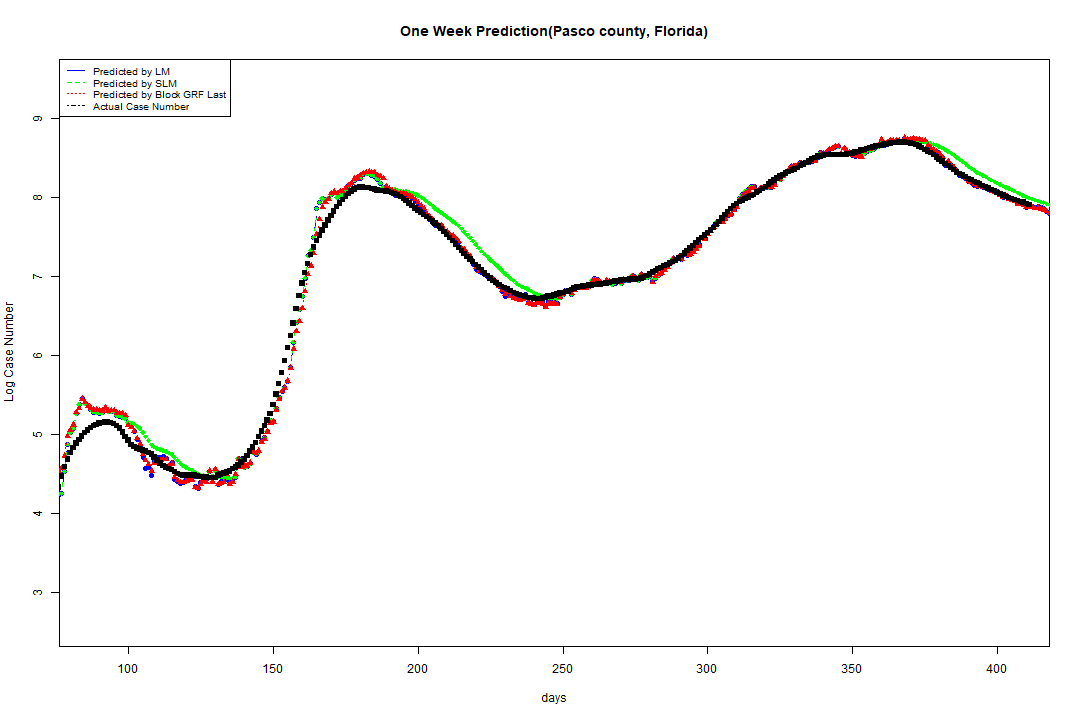 One Week Prediction(Pasco county, Florida)
Predicted by LM
Predicted by SLM
Predicted by Block GRF Last
Actual Case Number
9
8
7
6
5
4
3
Log Case Number
100 150 200 250 300 350 400
days